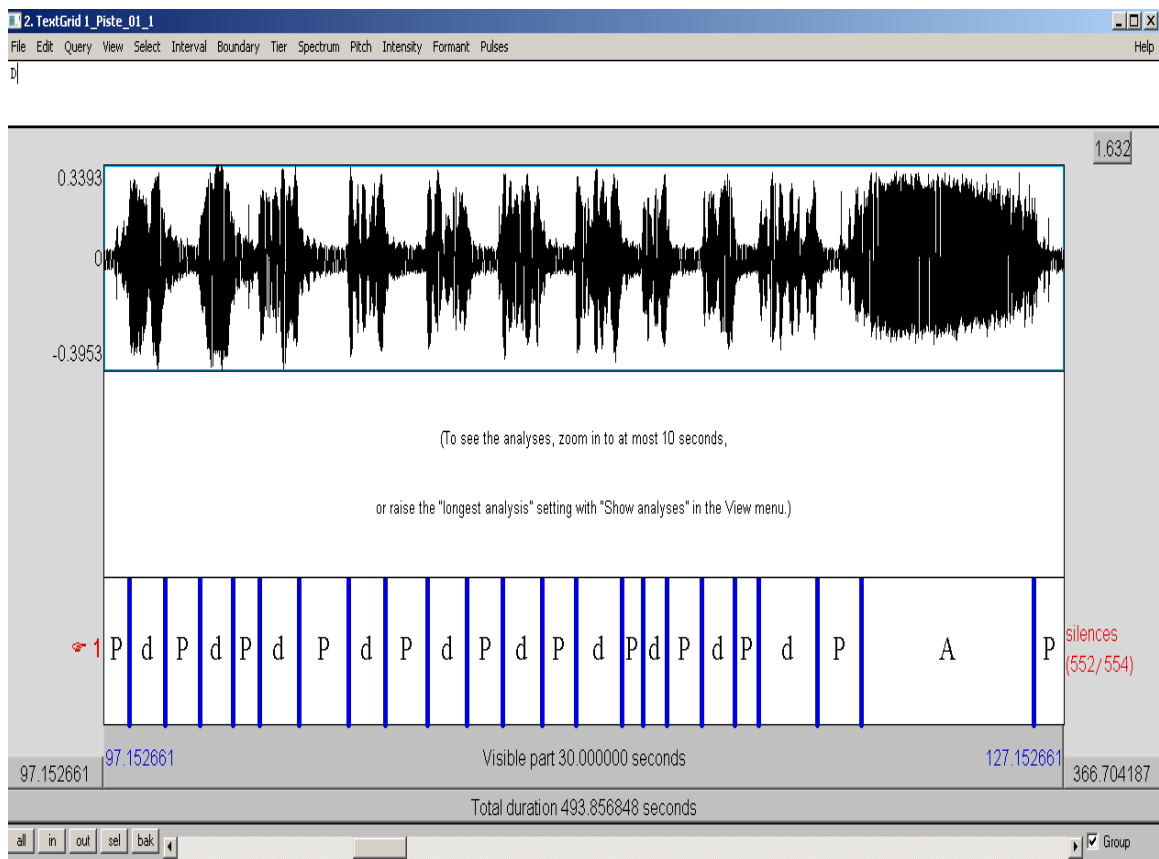 2. TextGrid 1_Piste_01_1
File Edit Query View Select Interval Boundary Tier Spectrum Pitch Intensity Formant Pulses Help
D
1.632
0.3393
0
-0.3953
(To see the analyses, zoom in to at most 10 seconds,
or raise the "longest analysis" setting with "Show analyses" in the View menu.)
1 P d P d P d P d P d P d P d P d P d P d P A P silences
(552/554)
97.152661 97.152661 Visible part 30.000000 seconds 127.152661 366.704187
Total duration 493.856848 seconds
all in out sel bak Group